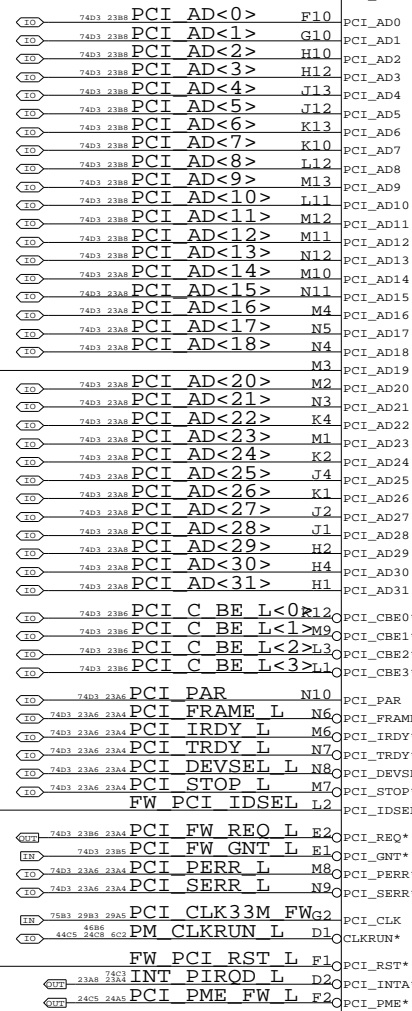 IO 74D3 23B8 PCI_AD<0> F10 PCI_AD0
IO 74D3 23B8 PCI_AD<1> G10 PCI_AD1
IO 74D3 23B8 PCI_AD<2> H10 PCI_AD2
IO 74D3 23B8 PCI_AD<3> H12 PCI_AD3
IO 74D3 23B8 PCI_AD<4> J13 PCI_AD4
IO 74D3 23B8 PCI_AD<5> J12 PCI_AD5
IO 74D3 23B8 PCI_AD<6> K13 PCI_AD6
IO 74D3 23B8 PCI_AD<7> K10 PCI_AD7
IO 74D3 23B8 PCI_AD<8> L12 PCI_AD8
IO 74D3 23B8 PCI_AD<9> M13 PCI_AD9
IO 74D3 23B8 PCI_AD<10> L11 PCI_AD10
IO 74D3 23B8 PCI_AD<11> M12 PCI_AD11
IO 74D3 23B8 PCI_AD<12> M11 PCI_AD12
IO 74D3 23B8 PCI_AD<13> N12 PCI_AD13
IO 74D3 23A8 PCI_AD<14> M10 PCI_AD14
IO 74D3 23A8 PCI_AD<15> N11 PCI_AD15
IO 74D3 23A8 PCI_AD<16> M4 PCI_AD16
IO 74D3 23A8 PCI_AD<17> N5 PCI_AD17
IO 74D3 23A8 PCI_AD<18> N4 PCI_AD18
M3 PCI_AD19
IO 74D3 23A8 PCI_AD<20> M2 PCI_AD20
IO 74D3 23A8 PCI_AD<21> N3 PCI_AD21
IO 74D3 23A8 PCI_AD<22> K4 PCI_AD22
IO 74D3 23A8 PCI_AD<23> M1 PCI_AD23
IO 74D3 23A8 PCI_AD<24> K2 PCI_AD24
IO 74D3 23A8 PCI_AD<25> J4 PCI_AD25
IO 74D3 23A8 PCI_AD<26> K1 PCI_AD26
IO 74D3 23A8 PCI_AD<27> J2 PCI_AD27
IO 74D3 23A8 PCI_AD<28> J1 PCI_AD28
IO 74D3 23A8 PCI_AD<29> H2 PCI_AD29
IO 74D3 23A8 PCI_AD<30> H4 PCI_AD30
IO 74D3 23A8 PCI_AD<31> H1 PCI_AD31
IO 74D3 23B6 PCI_C_BE_L<0> PCI_CBE0*
IO 74D3 23B6 PCI_C_BE_L<1> M9 PCI_CBE1*
IO 74D3 23B6 PCI_C_BE_L<2> L3 PCI_CBE2*
IO 74D3 23B6 PCI_C_BE_L<3> L1 PCI_CBE3*
IO 74D3 23A6 PCI_PAR N10 PCI_PAR
IO 74D3 23A6 23A4 PCI_FRAME_L N6 PCI_FRAM
IO 74D3 23A6 23A4 PCI_IRDY_L M6 PCI_IRDY
IO 74D3 23A6 23A4 PCI_TRDY_L N7 PCI_TRDY
IO 74D3 23A6 23A4 PCI_DEVSEL_L N8 PCI_DEVS
IO 74D3 23A6 23A4 PCI_STOP_L M7 PCI_STOP
FW_PCI_IDSEL L2 PCI_IDSE
OUT 74D3 23B6 23A4 PCI_FW_REQ_L E2 PCI_REQ*
IN 74D3 23B5 PCI_FW_GNT_L E1 PCI_GNT*
IO 74D3 23A6 23A4 PCI_PERR_L M8 PCI_PERR
IO 74D3 23A6 23A4 PCI_SERR_L N9 PCI_SERR
IN 75B3 29B3 29A5 PCI_CLK33M_FW G2 PCI_CLK
46B6
IO 44C5 24C8 6C2 PM_CLKRUN_L D1 CLKRUN*
FW_PCI_RST_L F1 PCI_RST*
74C3
OUT 23A8 23A4 INT_PIRQD_L D2 PCI_INTA
OUT 24C5 24A5 PCI_PME_FW_L F2 PCI_PME*